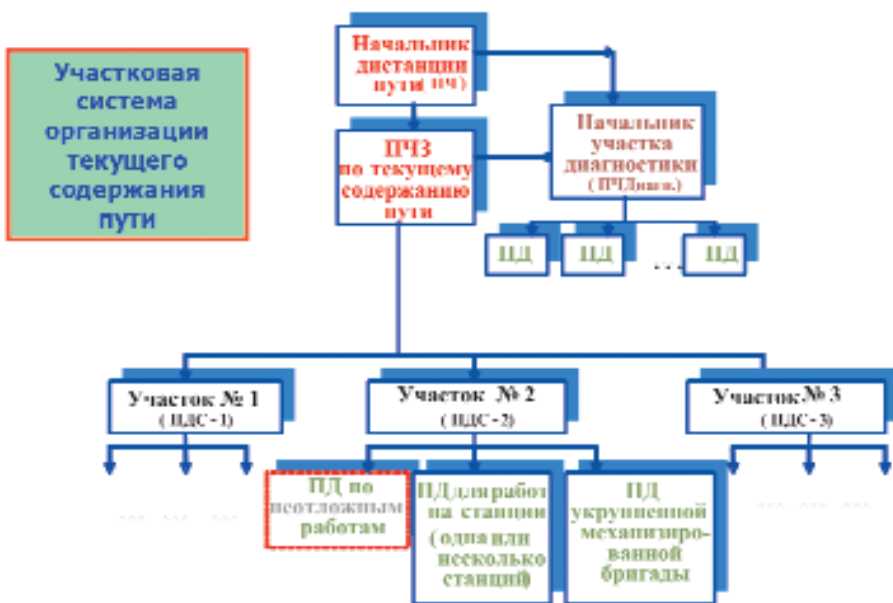 Участковая
система
организации
текущего
содержания
пути
Начальник
дистанции
пути( ПЧ )
ПЧЗ
по текущему
содержанию
пути
Начальник
участка
диагностики
( ПЧДиагн.)
ПД
ПД
...
ПД
Участок № 1
( ПДС - 1)
Участок № 2
( ПДС - 2)
Участок № 3
( ПДС - 3)
... ... ...
ПД по
неотложным
работам
ПД для работ
на станции
(одна или
несколько
станций)
ПД
укрупненной
механизиро-
ванной
бригады
... ... ...